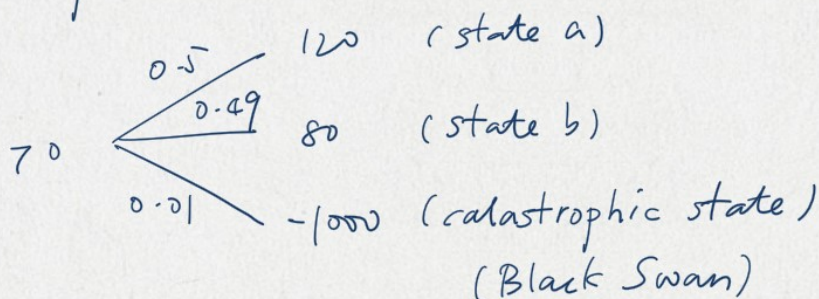 0.5 120 (state a)
0.49
70 80 (state b)
0.01 -1000 (catastrophic state)
(Black Swan)